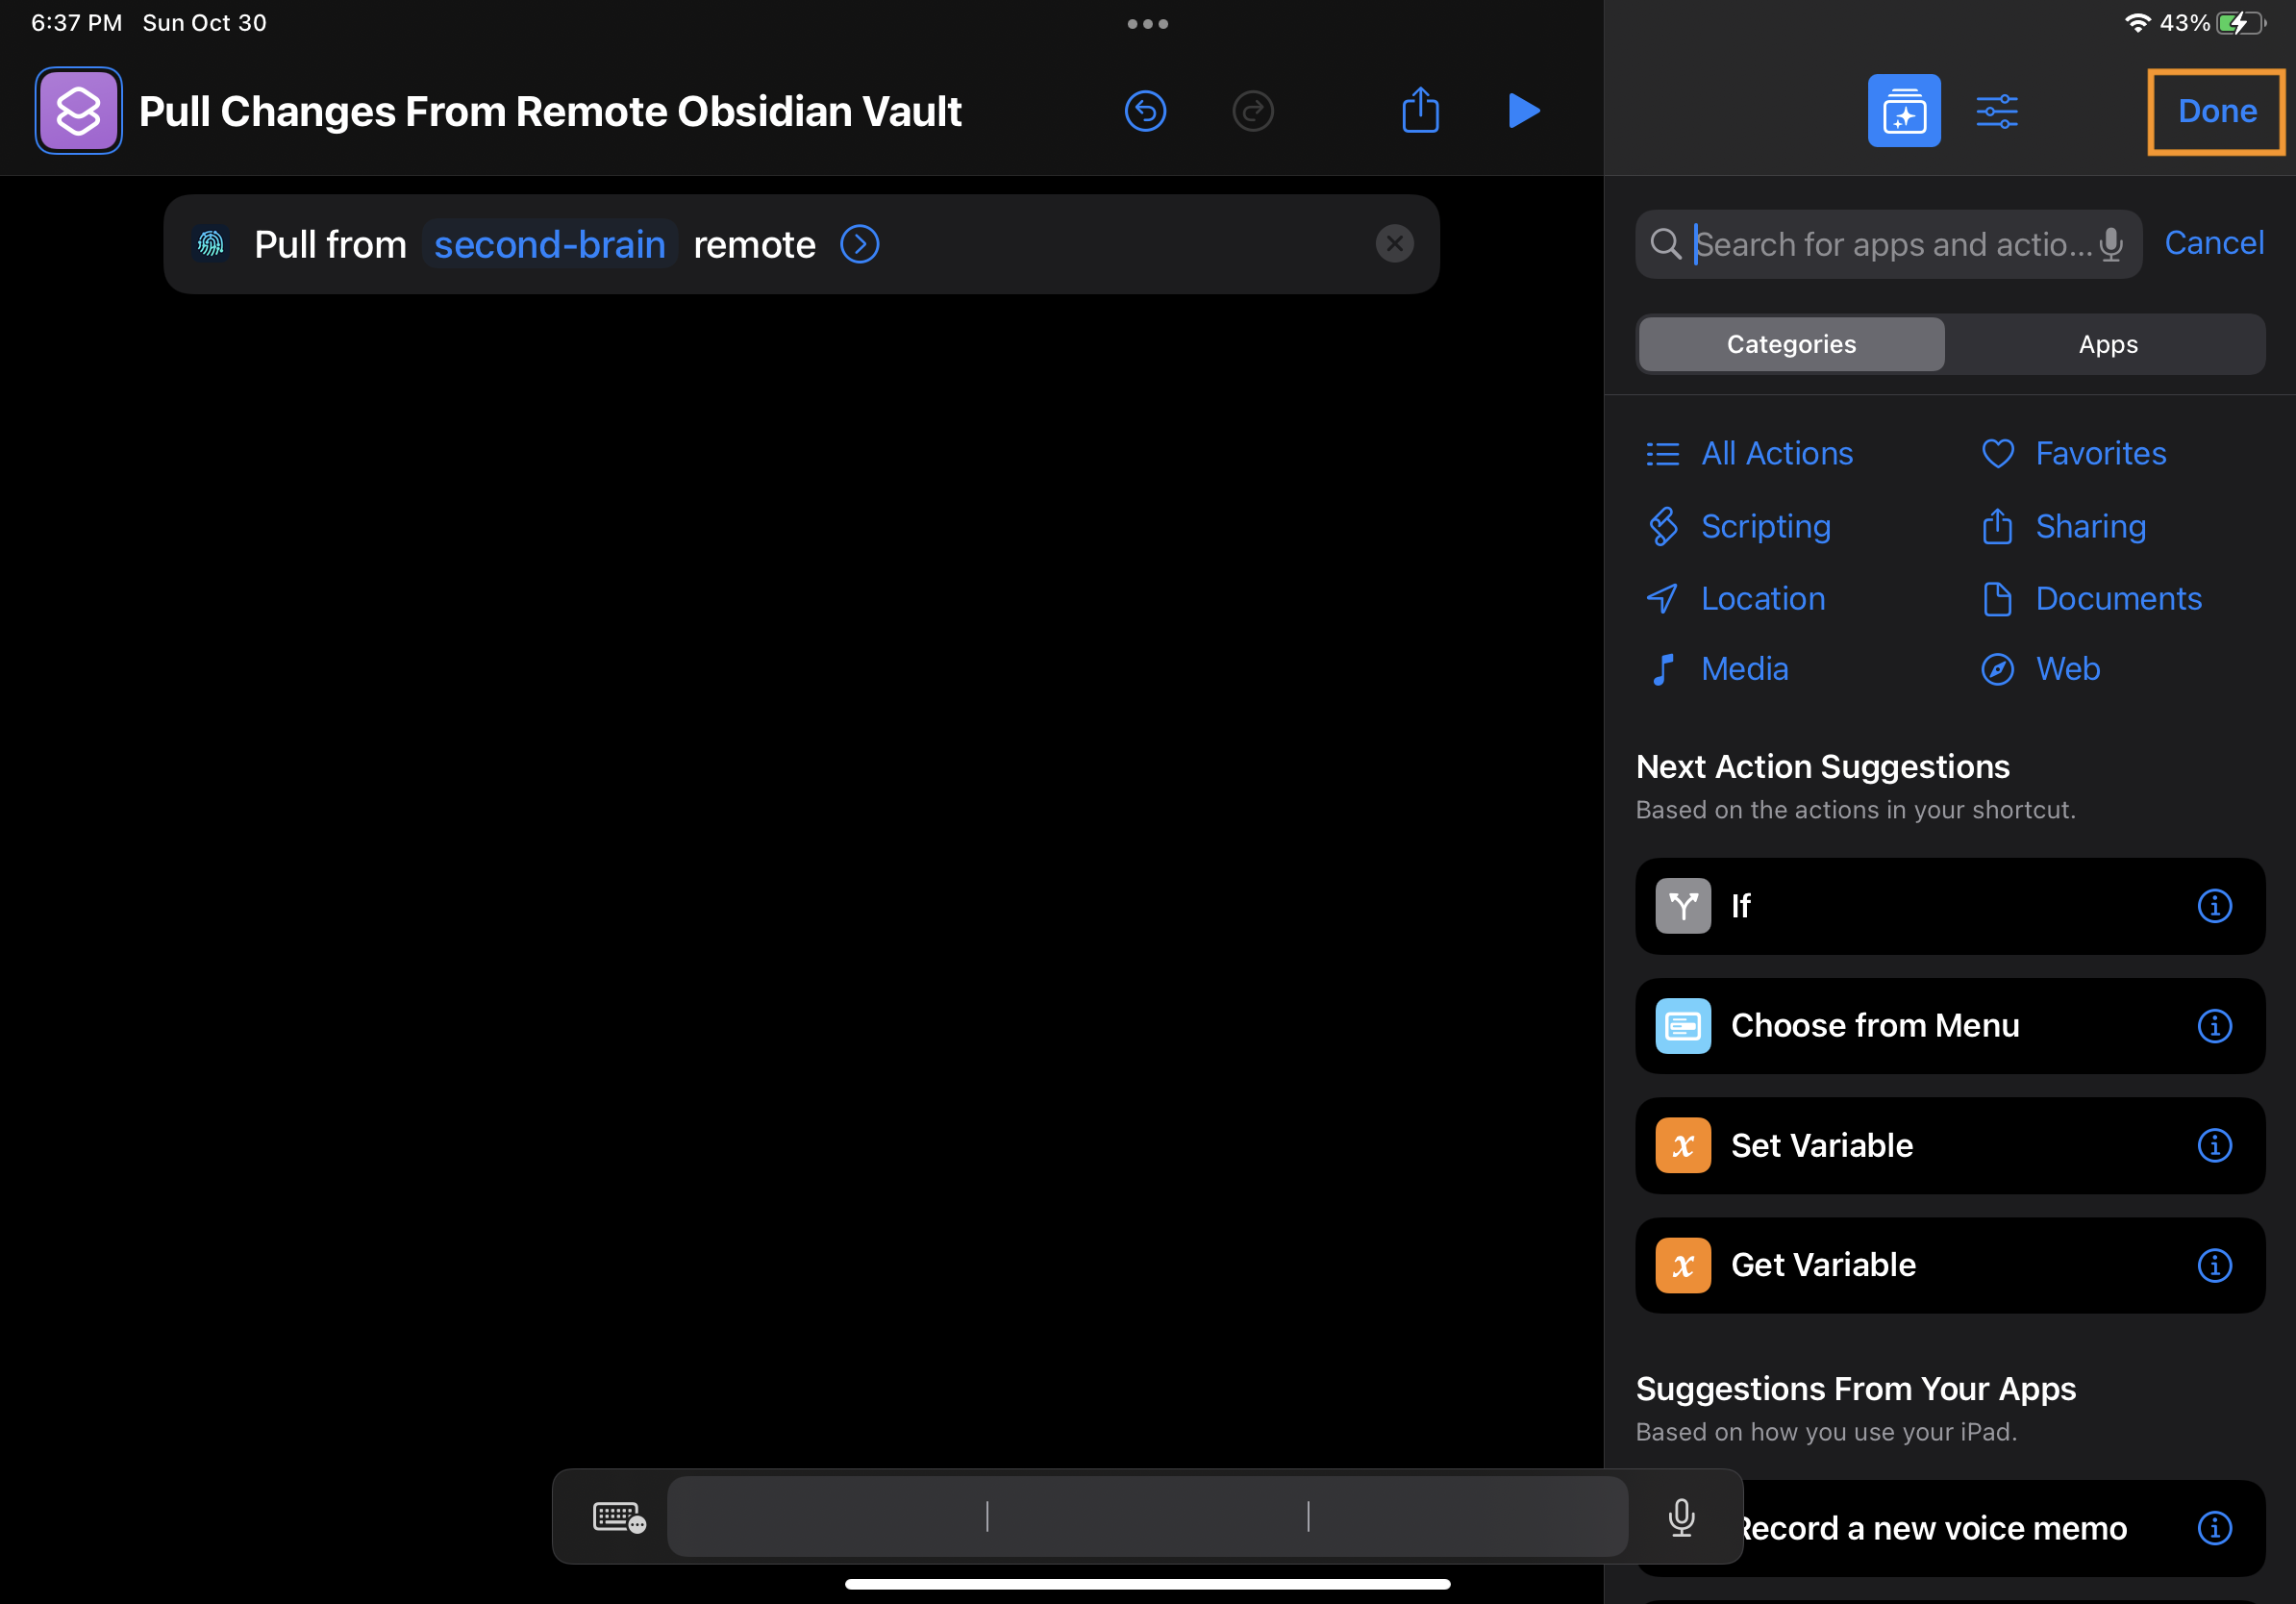 6:37 PM Sun Oct 30
43%
Pull Changes From Remote Obsidian Vault
Done
Pull from second-brain remote
Search for apps and actio...
Cancel
Categories
Apps
All Actions
Favorites
Scripting
Sharing
Location
Documents
Media
Web
Next Action Suggestions
Based on the actions in your shortcut.
If
Choose from Menu
Set Variable
Get Variable
Suggestions From Your Apps
Based on how you use your iPad.
Record a new voice memo